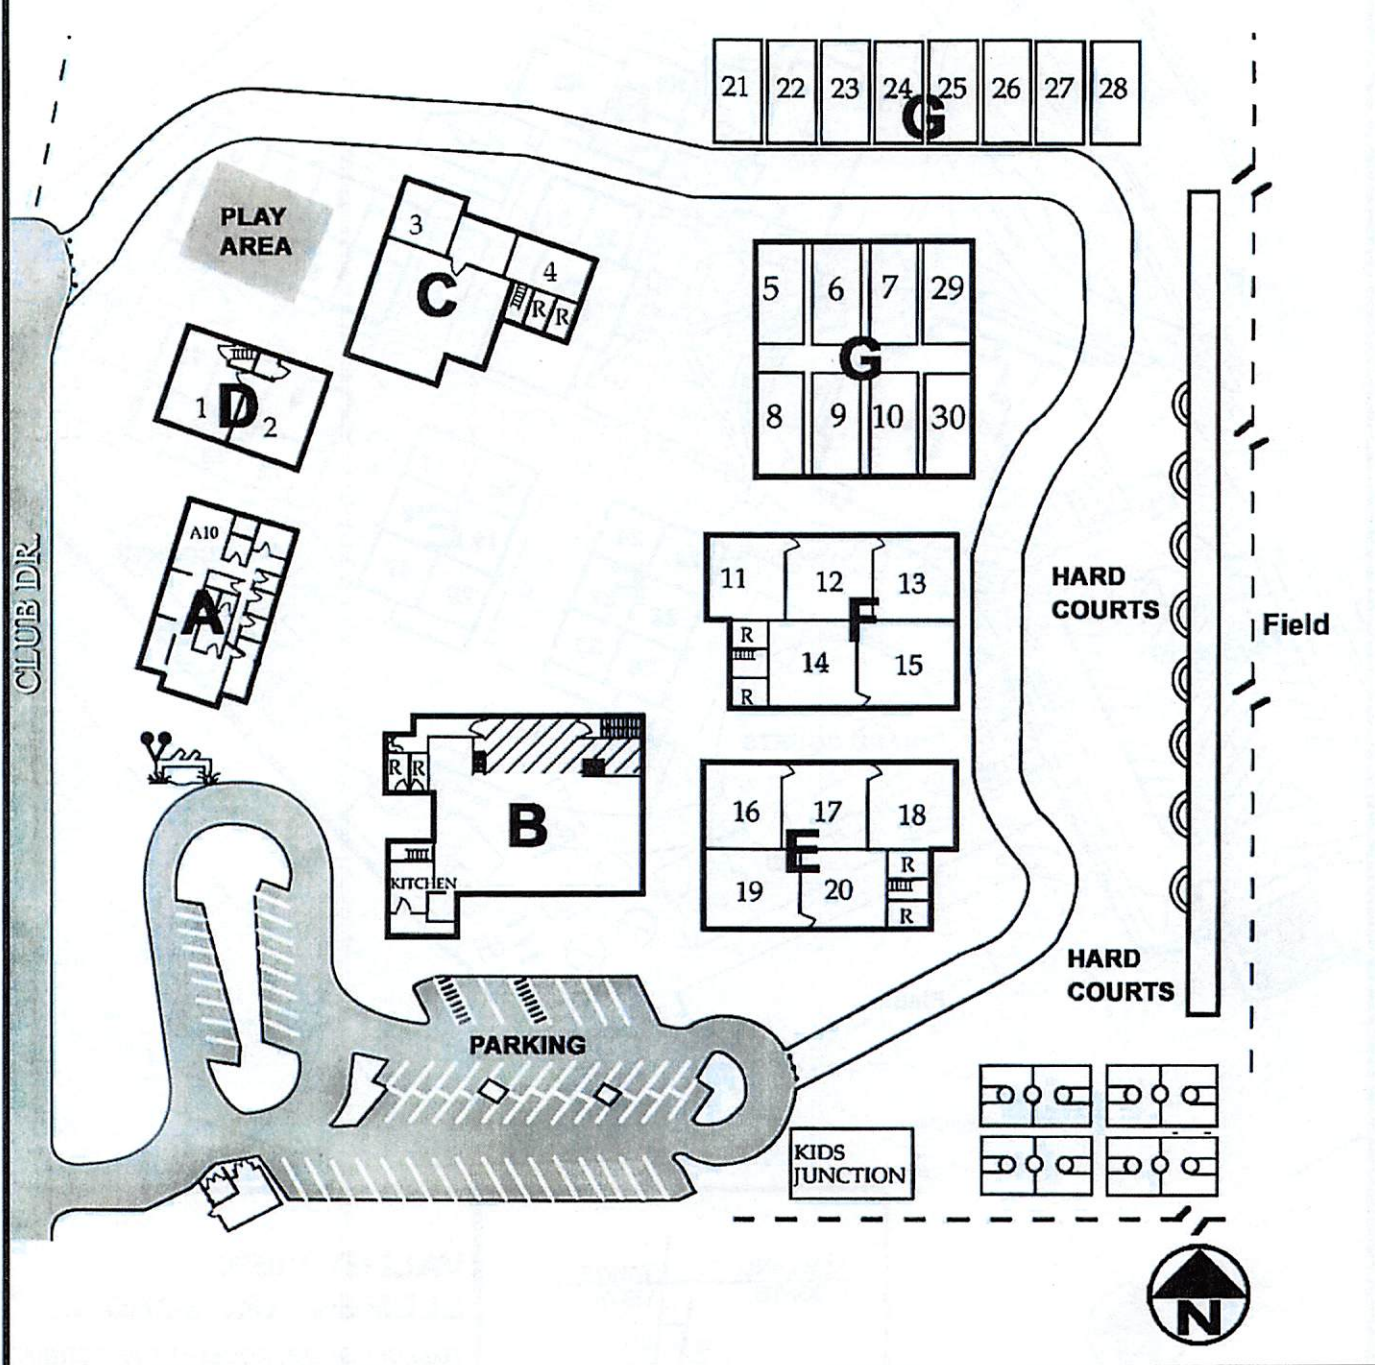 21 22 23 24 25 26 27 28
G
PLAY
AREA
3
4
C
R R
5 6 7 29
G
8 9 10 30
D
1 2
A10
A
CLUB DR.
11 12 13
F
R
14 15
R
HARD
COURTS
Field
R R
B
KITCHEN
16 17 18
E
R
19 20
R
HARD
COURTS
PARKING
KIDS
JUNCTION
N